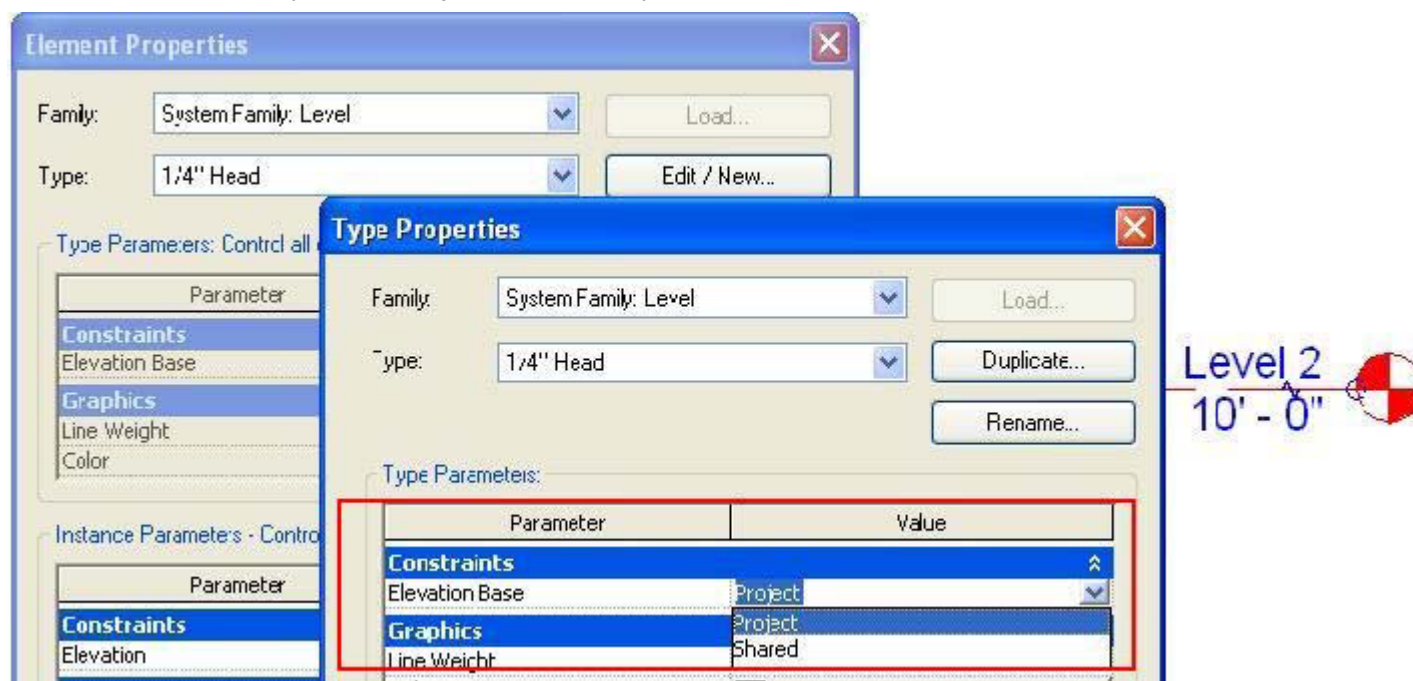 Element Properties
Family: System Family: Level Load...
Type: 1/4" Head Edit / New...
Type Parameters: Control all
Parameter
Constraints
Elevation Base
Graphics
Line Weight
Color
Instance Parameters - Contro
Parameter
Constraints
Elevation
Type Properties
Family: System Family: Level Load...
Type: 1/4" Head Duplicate...
Rename...
Type Parameters:
Parameter Value
Constraints
Elevation Base Project
Graphics Project
Line Weight Shared
Level 2
10' - 0"